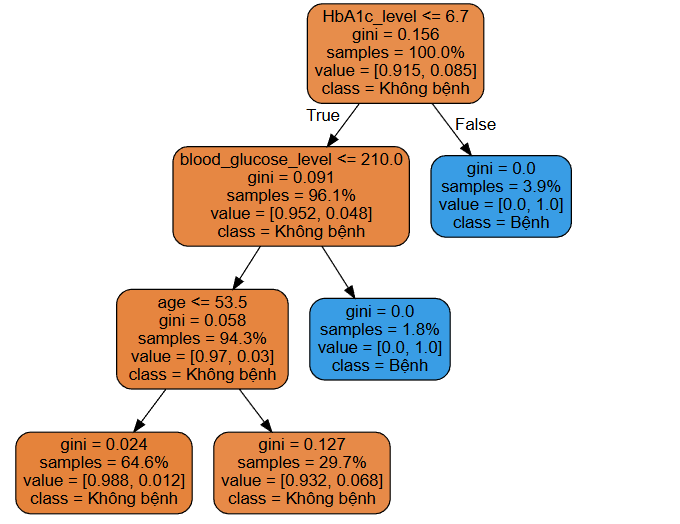 HbA1c_level <= 6.7
gini = 0.156
samples = 100.0%
value = [0.915, 0.085]
class = Không bệnh
True
False
blood_glucose_level <= 210.0
gini = 0.091
samples = 96.1%
value = [0.952, 0.048]
class = Không bệnh
gini = 0.0
samples = 3.9%
value = [0.0, 1.0]
class = Bệnh
age <= 53.5
gini = 0.058
samples = 94.3%
value = [0.97, 0.03]
class = Không bệnh
gini = 0.0
samples = 1.8%
value = [0.0, 1.0]
class = Bệnh
gini = 0.024
samples = 64.6%
value = [0.988, 0.012]
class = Không bệnh
gini = 0.127
samples = 29.7%
value = [0.932, 0.068]
class = Không bệnh